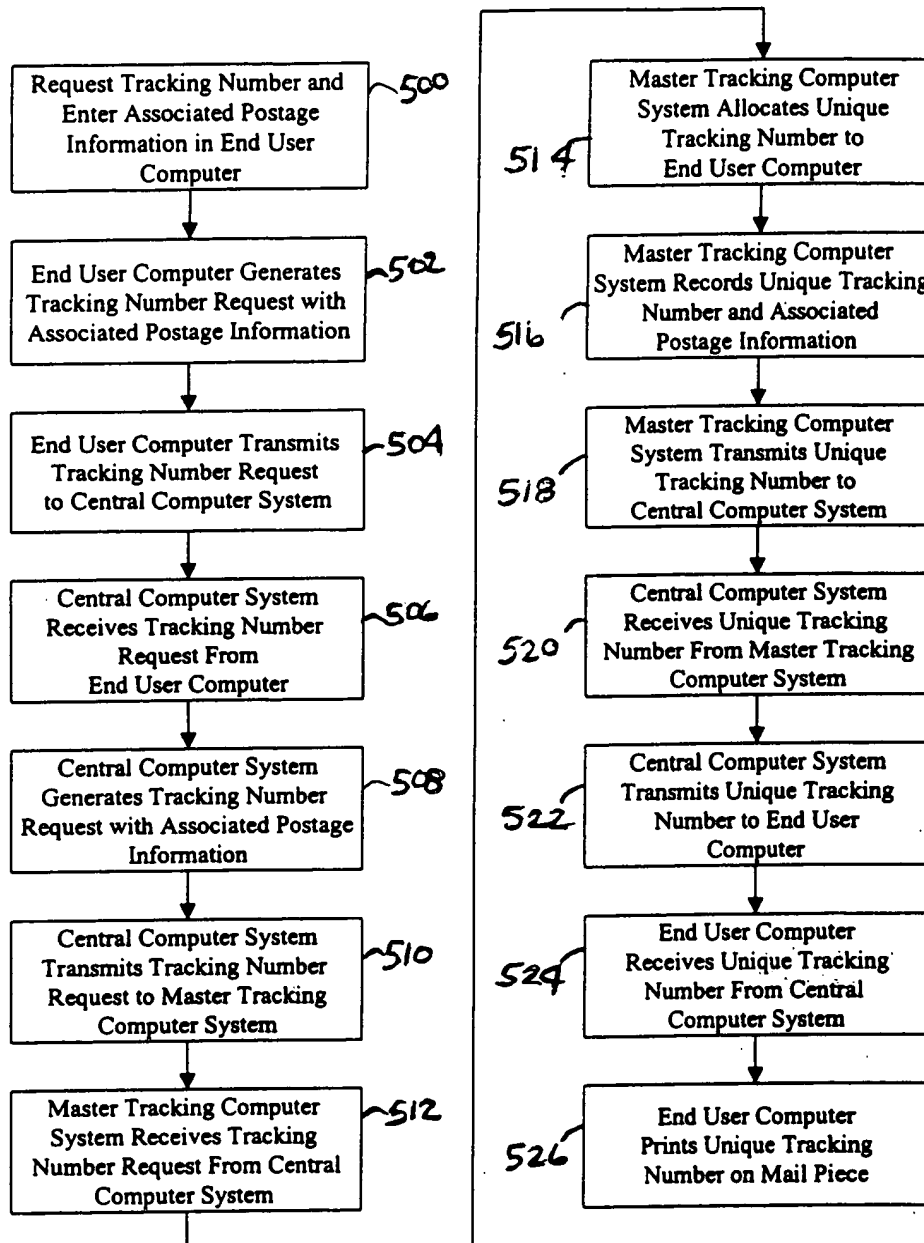 Request Tracking Number and
Enter Associated Postage
Information in End User
Computer
500
End User Computer Generates
Tracking Number Request with
Associated Postage Information
502
End User Computer Transmits
Tracking Number Request
to Central Computer System
504
Central Computer System
Receives Tracking Number
Request From
End User Computer
506
Central Computer System
Generates Tracking Number
Request with Associated Postage
Information
508
Central Computer System
Transmits Tracking Number
Request to Master Tracking
Computer System
510
Master Tracking Computer
System Receives Tracking
Number Request From Central
Computer System
512
Master Tracking Computer
System Allocates Unique
Tracking Number to
End User Computer
514
Master Tracking Computer
System Records Unique Tracking
Number and Associated
Postage Information
516
Master Tracking Computer
System Transmits Unique
Tracking Number to
Central Computer System
518
Central Computer System
Receives Unique Tracking
Number From Master Tracking
Computer System
520
Central Computer System
Transmits Unique Tracking
Number to End User
Computer
522
End User Computer
Receives Unique Tracking
Number From Central
Computer System
524
End User Computer
Prints Unique Tracking
Number on Mail Piece
526